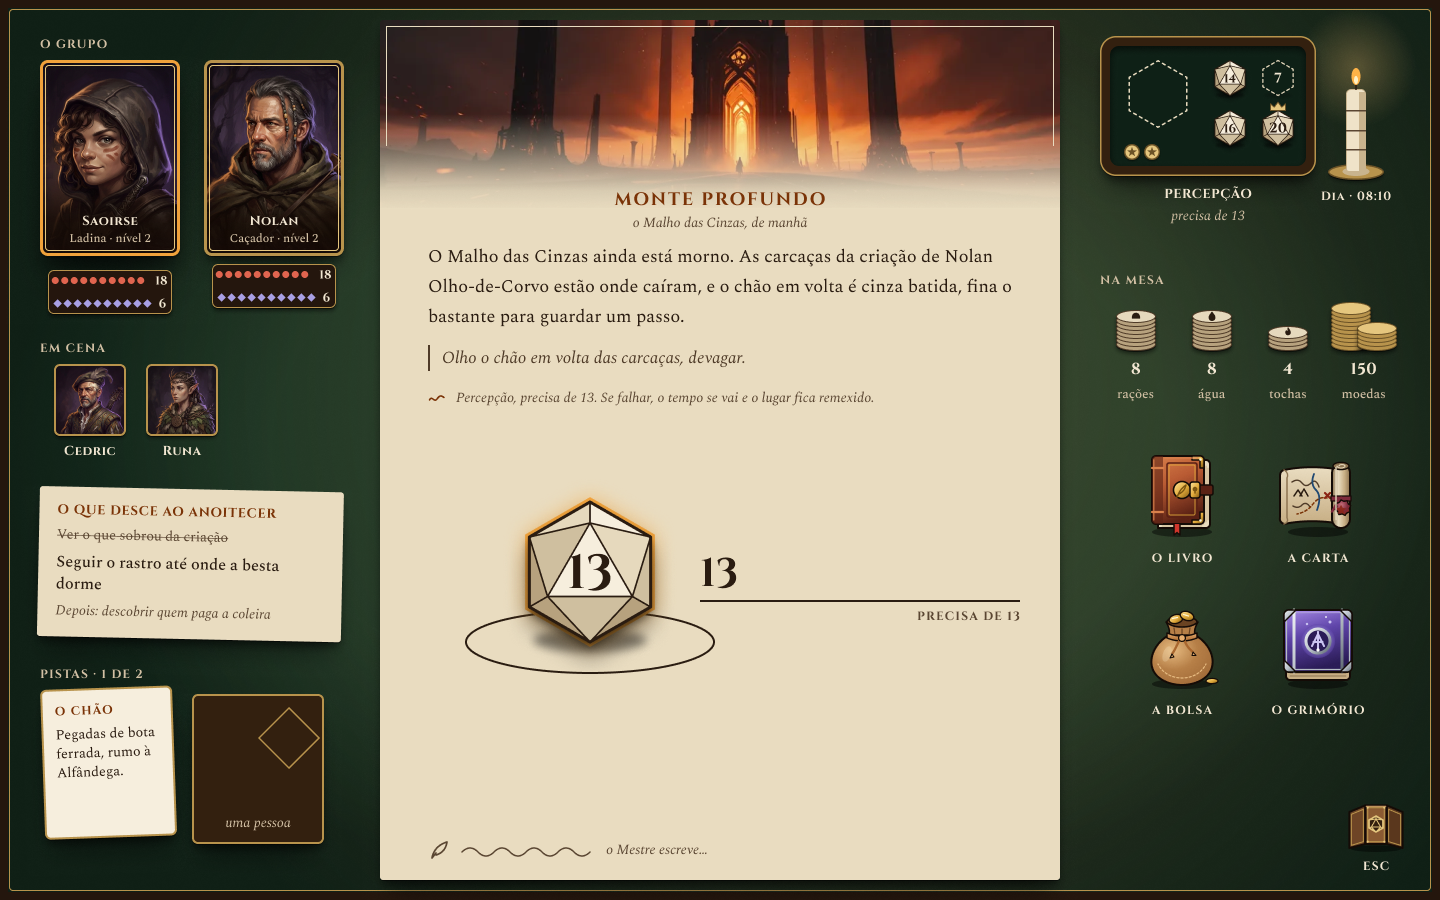 O GRUPO
SAOIRSE
Ladina · nível 2
NOLAN
Caçador · nível 2
18
6
18
6
EM CENA
CEDRIC
RUNA
O QUE DESCE AO ANOITECER
Ver o que sobrou da criação
Seguir o rastro até onde a besta
dorme
Depois: descobrir quem paga a coleira
PISTAS · 1 DE 2
O CHÃO
Pegadas de bota
ferrada, rumo à
Alfândega.
uma pessoa
MONTE PROFUNDO
o Malho das Cinzas, de manhã
O Malho das Cinzas ainda está morno. As carcaças da criação de Nolan
Olho-de-Corvo estão onde caíram, e o chão em volta é cinza batida, fina o
bastante para guardar um passo.
Olho o chão em volta das carcaças, devagar.
Percepção, precisa de 13. Se falhar, o tempo se vai e o lugar fica remexido.
13
13
PRECISA DE 13
o Mestre escreve...
14
7
16
20
PERCEPÇÃO
precisa de 13
DIA · 08:10
NA MESA
8
rações
8
água
4
tochas
150
moedas
O LIVRO
A CARTA
A BOLSA
O GRIMÓRIO
ESC